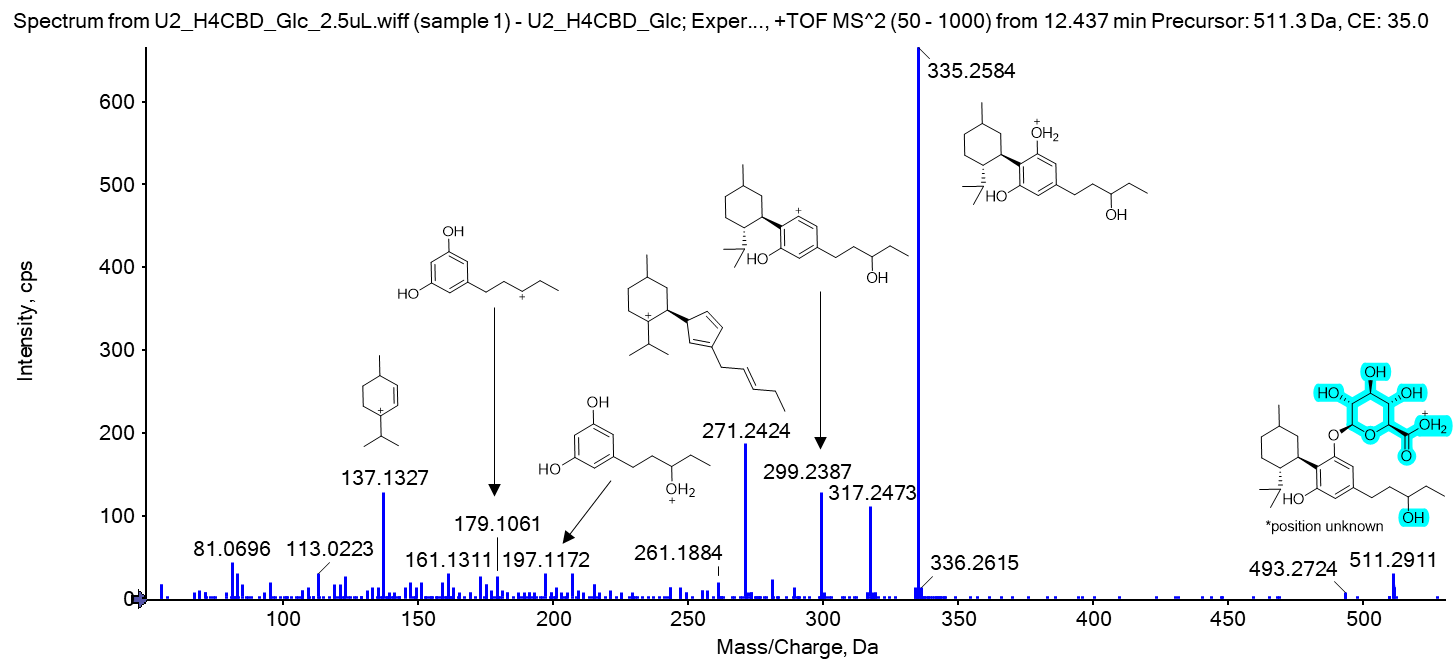 Spectrum from U2_H4CBD_Glc_2.5uL.wiff (sample 1) - U2_H4CBD_Glc; Exper..., +TOF MS^2 (50 - 1000) from 12.437 min Precursor: 511.3 Da, CE: 35.0
Intensity, cps
600
500
400
300
200
100
0
335.2584
+
OH2
HO
OH
+
HO
OH
OH
HO
+
+
+
OH
HO
OH2
+
271.2424
299.2387
317.2473
137.1327
179.1061
81.0696
113.0223
161.1311
197.1172
261.1884
336.2615
OH
HO
OH
+
OH2
O
O
O
HO
OH
*position unknown
493.2724
511.2911
100
150
200
250
300
350
400
450
500
Mass/Charge, Da